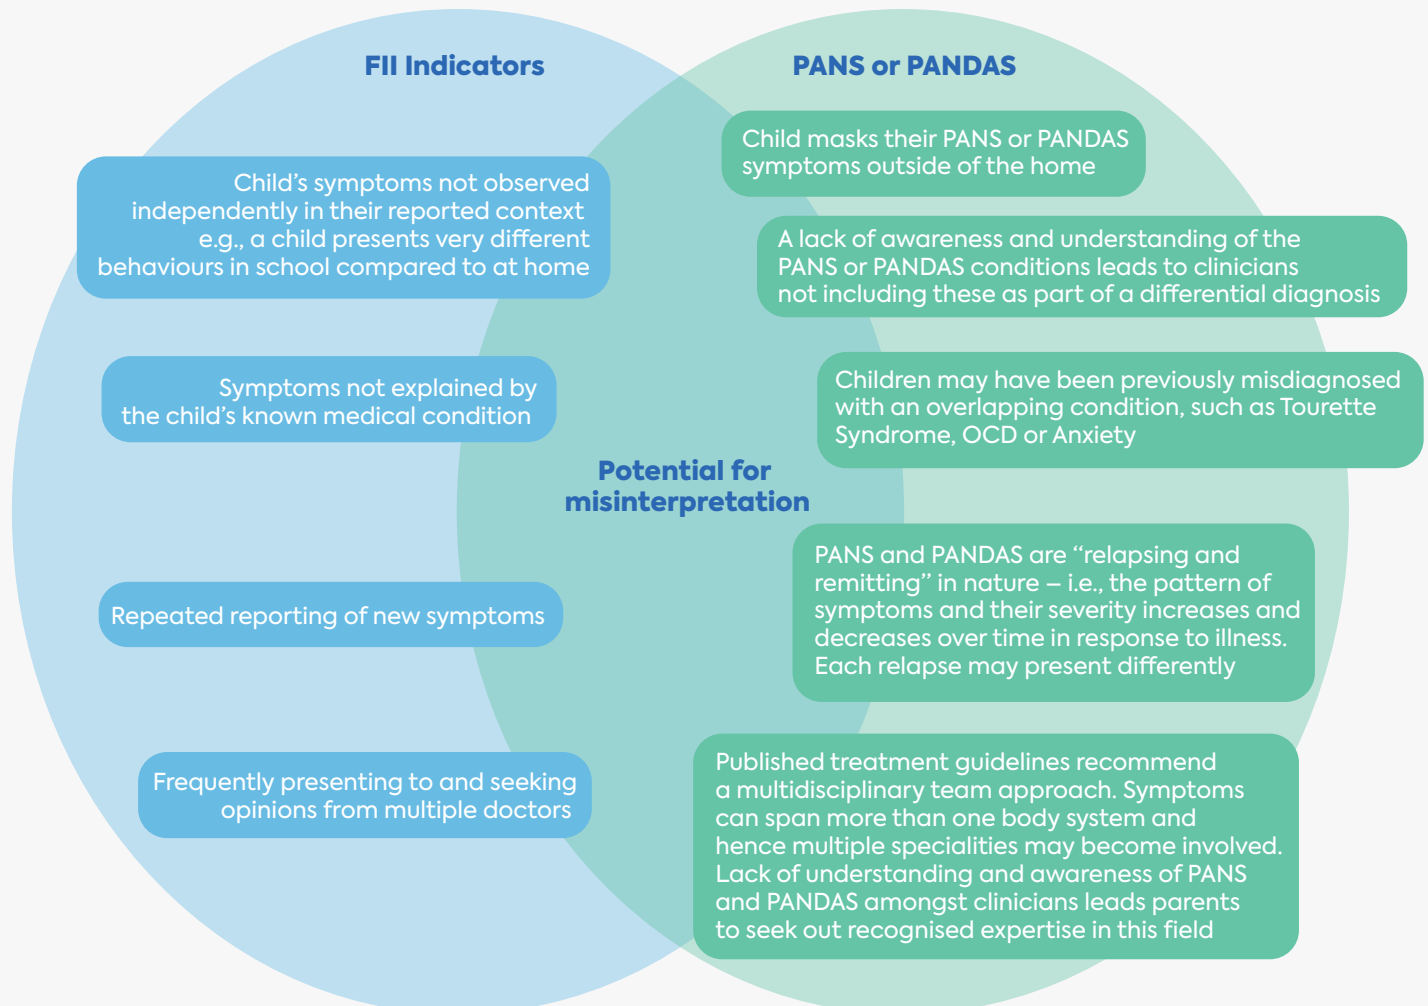 FII Indicators
Child’s symptoms not observed
independently in their reported context
e.g., a child presents very different
behaviours in school compared to at home
Symptoms not explained by
the child’s known medical condition
Repeated reporting of new symptoms
Frequently presenting to and seeking
opinions from multiple doctors
Potential for
misinterpretation
PANS or PANDAS
Child masks their PANS or PANDAS
symptoms outside of the home
A lack of awareness and understanding of the
PANS or PANDAS conditions leads to clinicians
not including these as part of a differential diagnosis
Children may have been previously misdiagnosed
with an overlapping condition, such as Tourette
Syndrome, OCD or Anxiety
PANS and PANDAS are “relapsing and
remitting” in nature – i.e., the pattern of
symptoms and their severity increases and
decreases over time in response to illness.
Each relapse may present differently
Published treatment guidelines recommend
a multidisciplinary team approach. Symptoms
can span more than one body system and
hence multiple specialities may become involved.
Lack of understanding and awareness of PANS
and PANDAS amongst clinicians leads parents
to seek out recognised expertise in this field